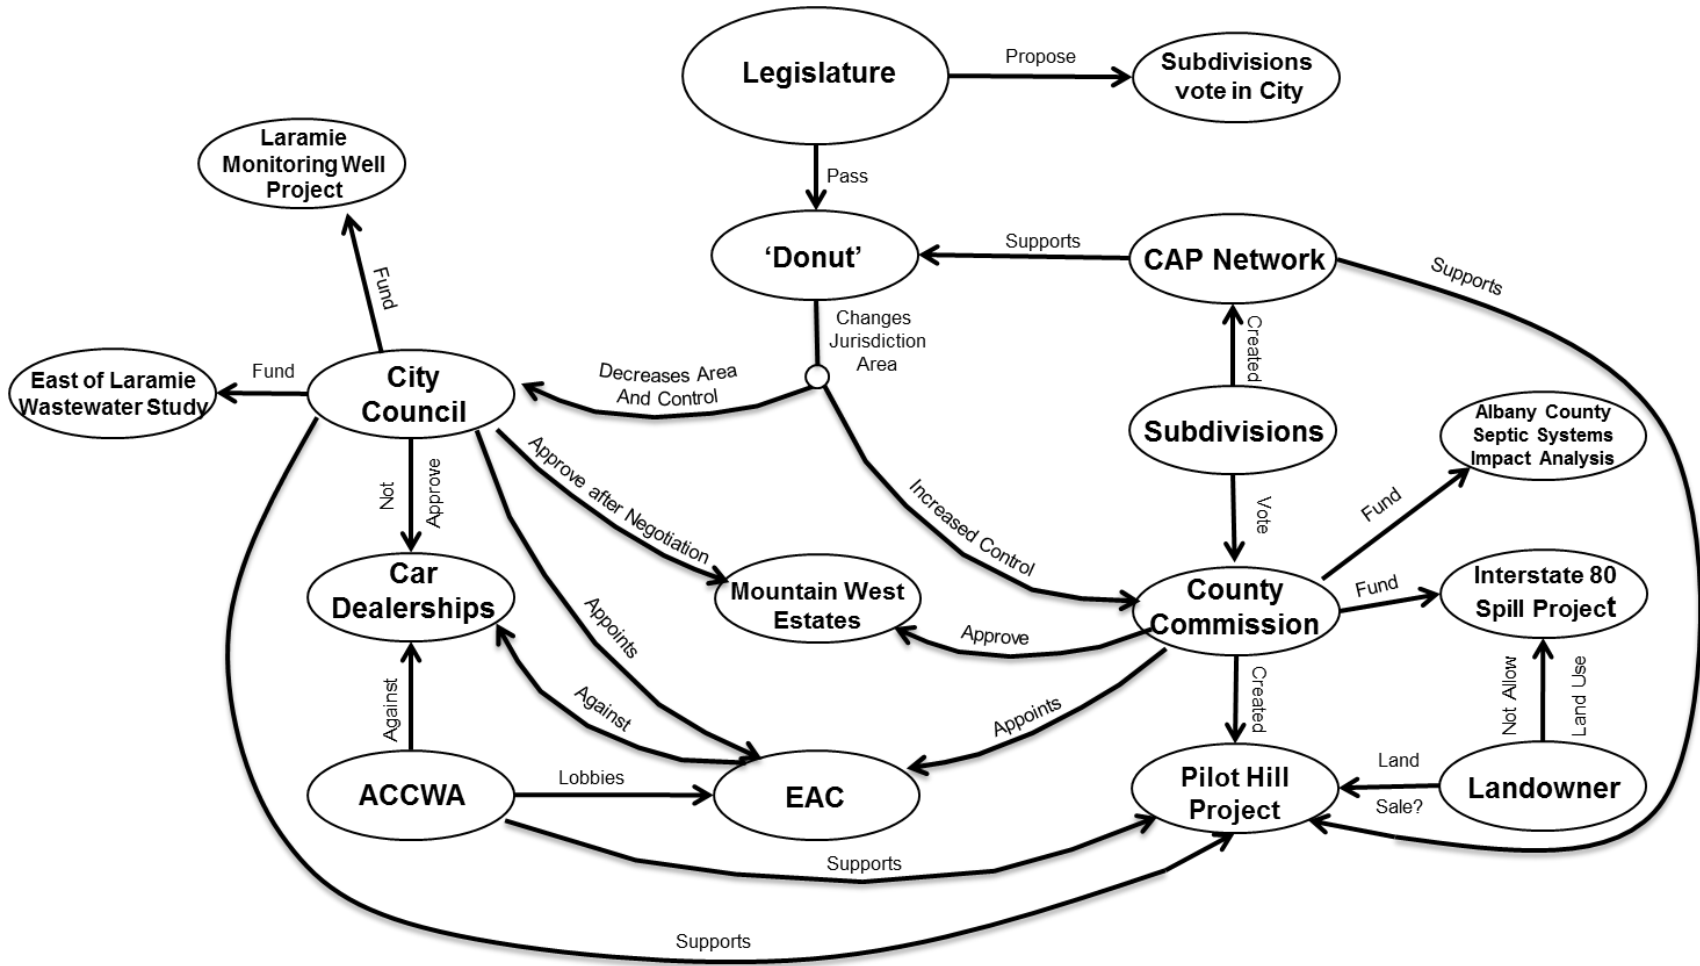 Legislature
Propose
Subdivisions
vote in City
Laramie
Monitoring Well
Project
Pass
'Donut'
Supports
CAP Network
Supports
Fund
Changes
Jurisdiction
Area
Created
East of Laramie
Wastewater Study
Fund
City
Council
Decreases Area
And Control
Subdivisions
Albany County
Septic Systems
Impact Analysis
Not
Approve
Approve after Negotiation
Increased Control
Vote
Fund
Car
Dealerships
Mountain West
Estates
County
Commission
Fund
Interstate 80
Spill Project
Appoints
Approve
Against
Against
Appoints
Created
Not Allow
Land Use
ACCWA
Lobbies
EAC
Pilot Hill
Project
Land
Sale?
Landowner
Supports
Supports